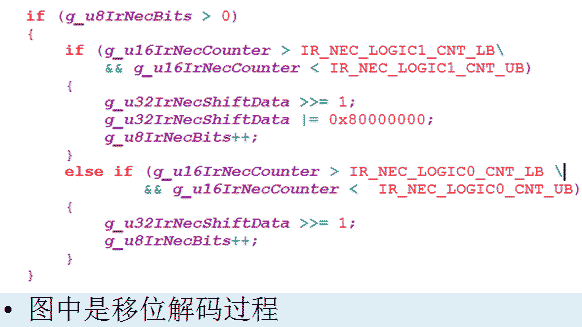 if (g_u8IrNecBits > 0)
{
if (g_u16IrNecCounter > IR_NEC_LOGIC1_CNT_LB\
&& g_u16IrNecCounter < IR_NEC_LOGIC1_CNT_UB)
{
g_u32IrNecShiftData >>= 1;
g_u32IrNecShiftData |= 0x80000000;
g_u8IrNecBits++;
}
else if (g_u16IrNecCounter > IR_NEC_LOGIC0_CNT_LB \
&& g_u16IrNecCounter < IR_NEC_LOGIC0_CNT_UB)
{
g_u32IrNecShiftData >>= 1;
g_u8IrNecBits++;
}
}
• 图中是移位解码过程